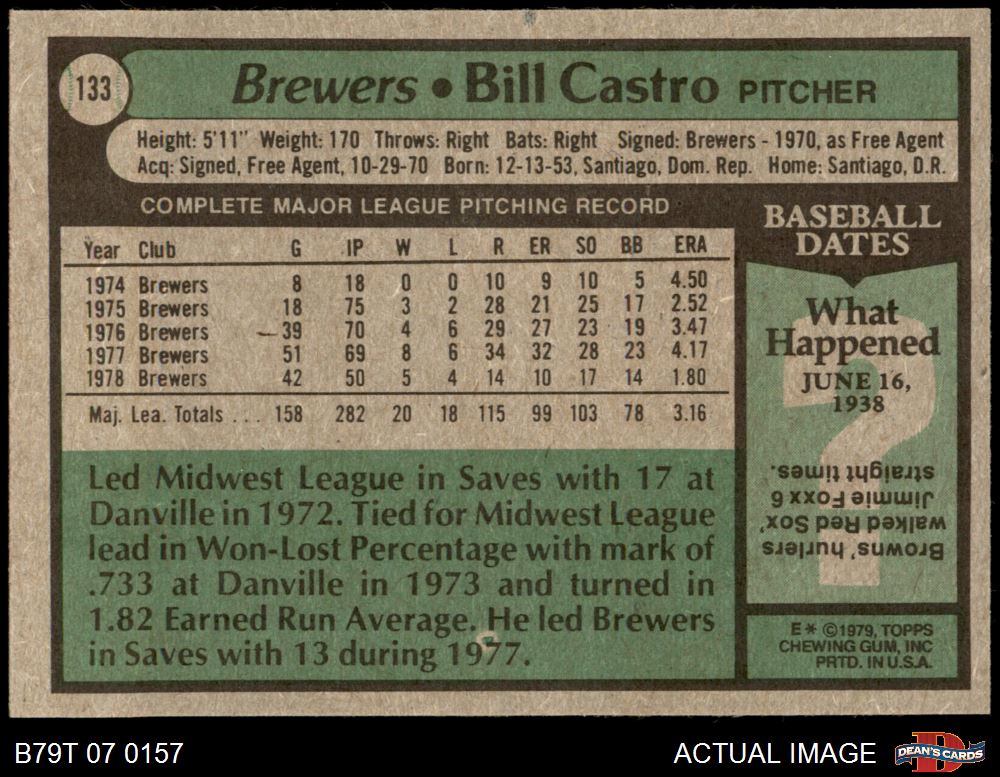 133
Brewers • Bill Castro PITCHER
Height: 5'11" Weight: 170 Throws: Right Bats: Right Signed: Brewers - 1970, as Free Agent
Acq: Signed, Free Agent, 10-29-70 Born: 12-13-53, Santiago, Dom. Rep. Home: Santiago, D.R.
COMPLETE MAJOR LEAGUE PITCHING RECORD
Year Club G IP W L R ER SO BB ERA
1974 Brewers 8 18 0 0 10 9 10 5 4.50
1975 Brewers 18 75 3 2 28 21 25 17 2.52
1976 Brewers 39 70 4 6 29 27 23 19 3.47
1977 Brewers 51 69 8 6 34 32 28 23 4.17
1978 Brewers 42 50 5 4 14 10 17 14 1.80
Maj. Lea. Totals ... 158 282 20 18 115 99 103 78 3.16
Led Midwest League in Saves with 17 at
Danville in 1972. Tied for Midwest League
lead in Won-Lost Percentage with mark of
.733 at Danville in 1973 and turned in
1.82 Earned Run Average. He led Brewers
in Saves with 13 during 1977.
BASEBALL
DATES
What
Happened
JUNE 16,
1938
?
Browns' hurlers
walked Red Sox'
Jimmie Foxx 6
straight times.
E* ©1979, TOPPS
CHEWING GUM, INC
PRTD. IN U.S.A.
B79T 07 0157
ACTUAL IMAGE
D
DEAN'S CARDS